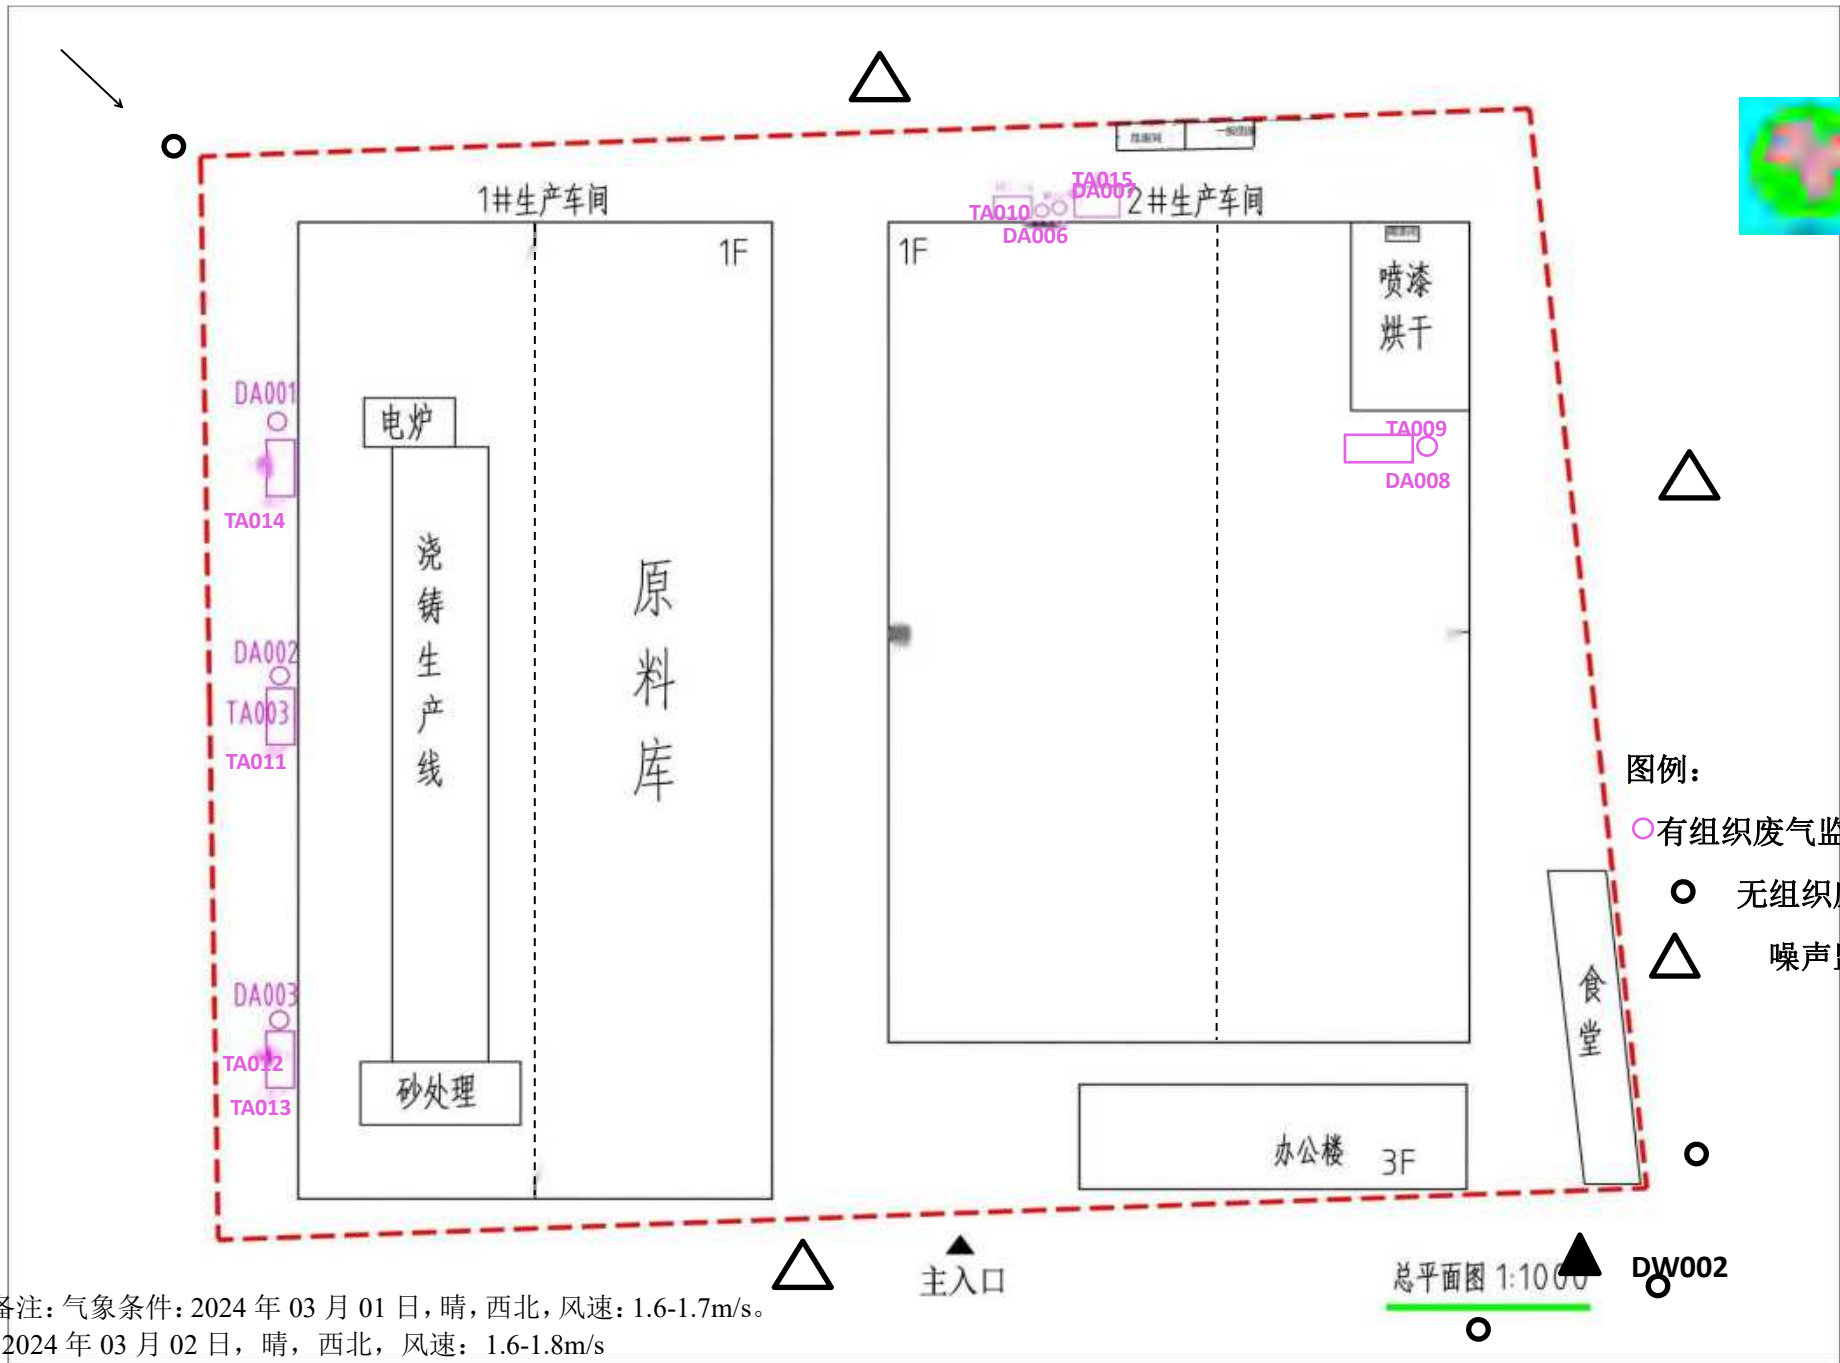 1#生产车间
TA015
DA007
TA010
2#生产车间
DA006
1F
1F
喷漆
烘干
DA001
电炉
TA009
DA008
TA014
浇铸生产线
原料库
DA002
TA003
TA011
图例：
有组织废气监
无组织
噪声
食堂
DA003
TA012
砂处理
TA013
办公楼 3F
主入口
总平面图 1:1000
DW002
备注：气象条件：2024 年 03 月 01 日，晴，西北，风速：1.6-1.7m/s。
2024 年 03 月 02 日，晴，西北，风速：1.6-1.8m/s